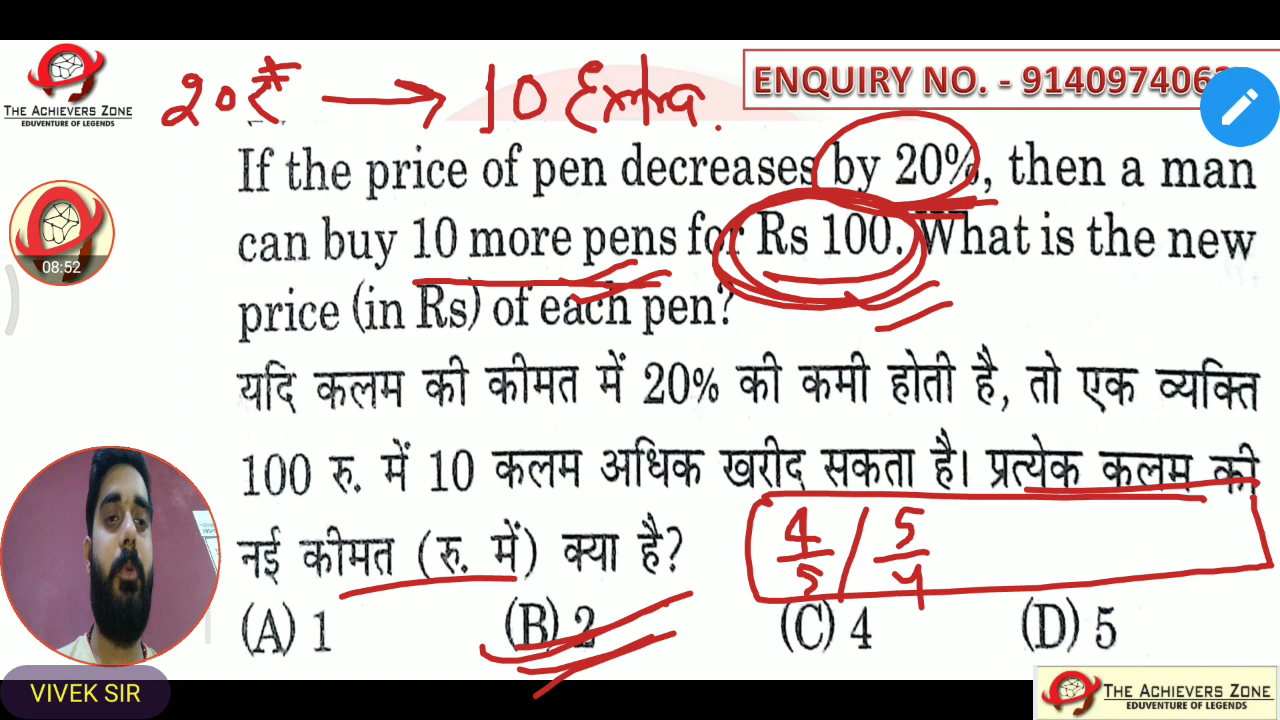 THE ACHIEVERS ZONE
EDUVENTURE OF LEGENDS
20₹ → 10 Extra.
ENQUIRY NO. - 914097406
If the price of pen decreases by 20%, then a man
can buy 10 more pens for Rs 100. What is the new
08:52
price (in Rs) of each pen?
यदि कलम की कीमत में 20% की कमी होती है, तो एक व्यक्ति
100 रु. में 10 कलम अधिक खरीद सकता है। प्रत्येक कलम की
नई कीमत (रु. में) क्या है?
4/5 / 5/4
(A) 1 (B) 2 (C) 4 (D) 5
VIVEK SIR
THE ACHIEVERS ZONE
EDUVENTURE OF LEGENDS